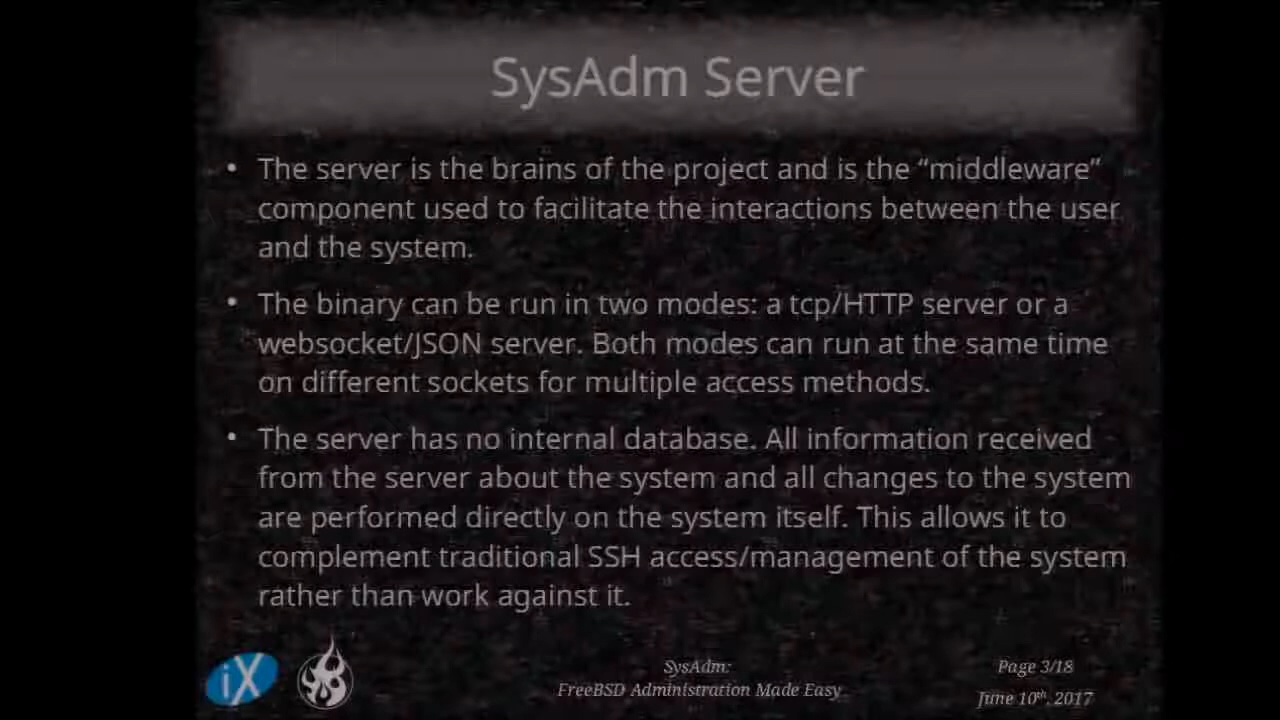 SysAdm Server
• The server is the brains of the project and is the “middleware”
component used to facilitate the interactions between the user
and the system.
• The binary can be run in two modes: a tcp/HTTP server or a
websocket/JSON server. Both modes can run at the same time
on different sockets for multiple access methods.
• The server has no internal database. All information received
from the server about the system and all changes to the system
are performed directly on the system itself. This allows it to
complement traditional SSH access/management of the system
rather than work against it.
iX
SysAdm:
FreeBSD Administration Made Easy
Page 3/18
June 10th, 2017